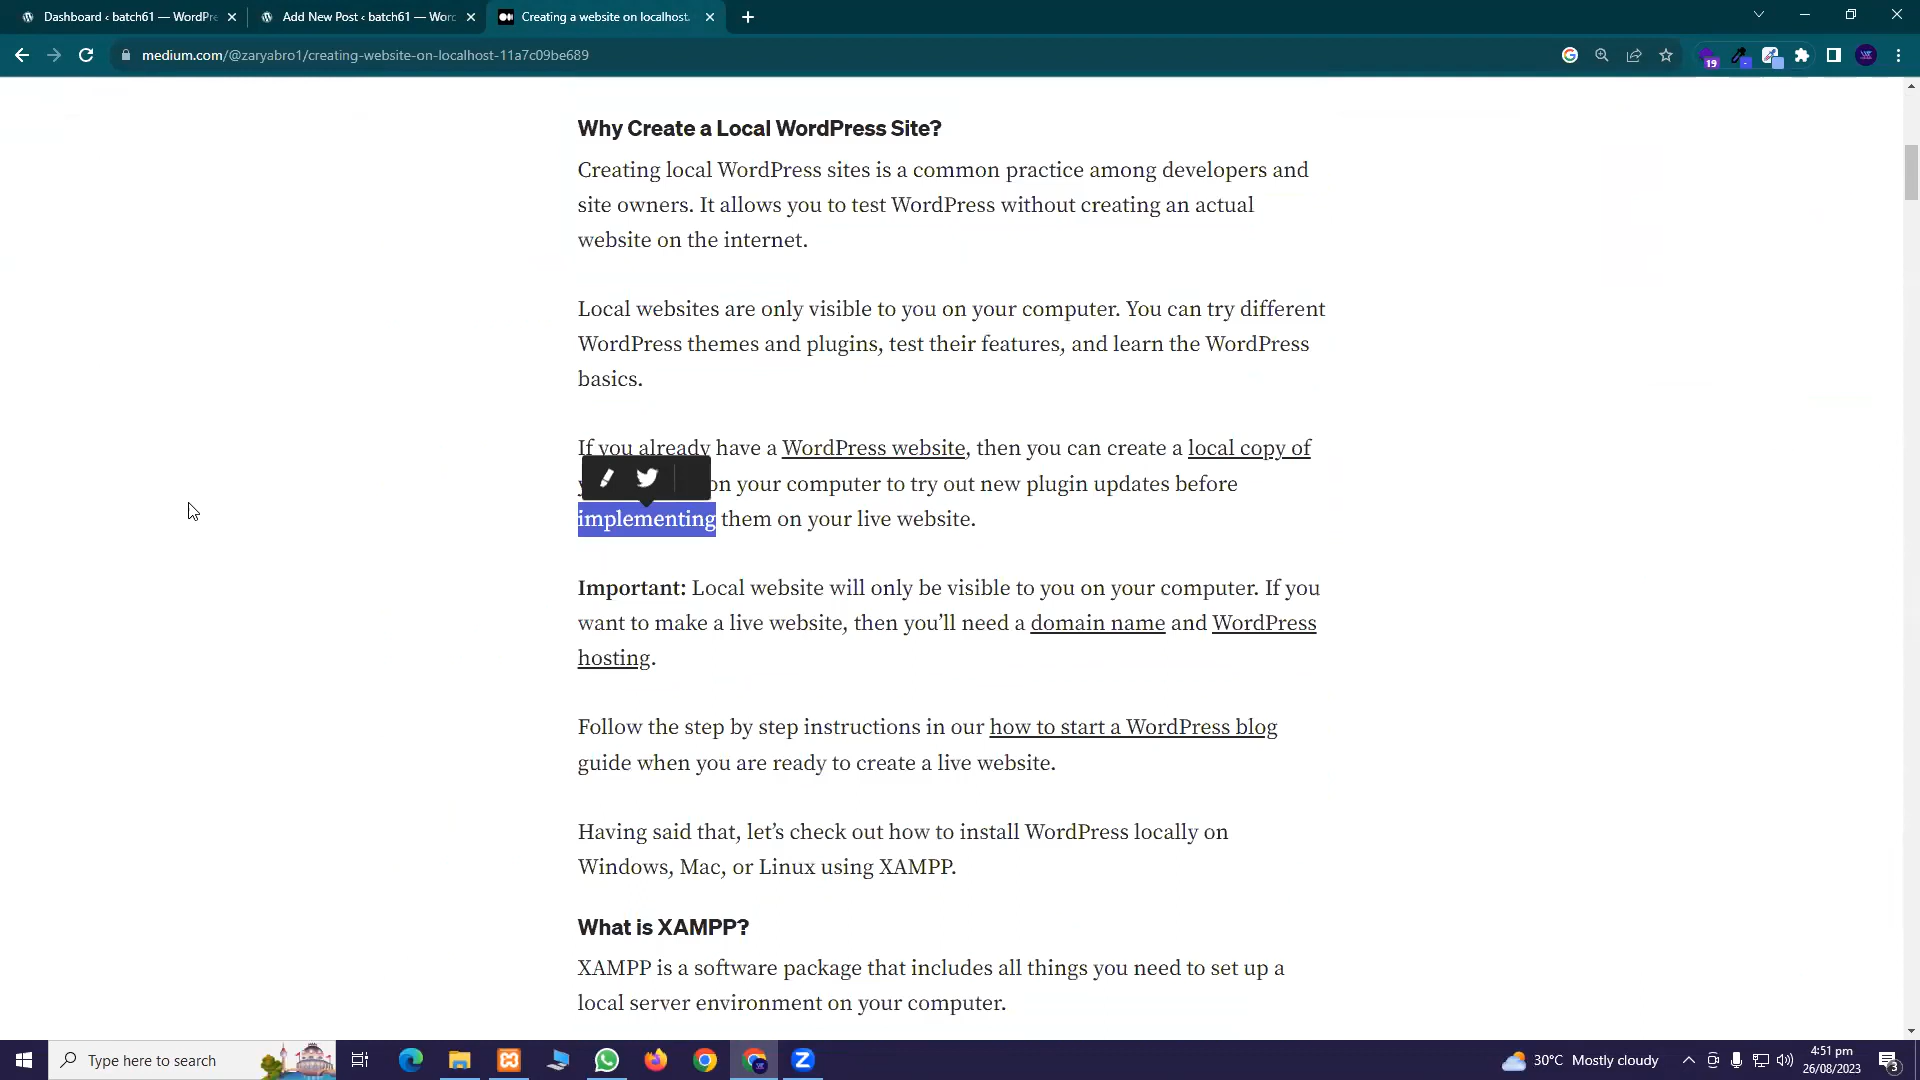 Dashboard ‹ batch61 — WordPre
Add New Post ‹ batch61 — Word
Creating a website on localhost.
medium.com/@zaryabro1/creating-website-on-localhost-11a7c09be689
19
Why Create a Local WordPress Site?
Creating local WordPress sites is a common practice among developers and
site owners. It allows you to test WordPress without creating an actual
website on the internet.
Local websites are only visible to you on your computer. You can try different
WordPress themes and plugins, test their features, and learn the WordPress
basics.
If you already have a WordPress website, then you can create a local copy of
on your computer to try out new plugin updates before
implementing them on your live website.
Important: Local website will only be visible to you on your computer. If you
want to make a live website, then you’ll need a domain name and WordPress
hosting.
Follow the step by step instructions in our how to start a WordPress blog
guide when you are ready to create a live website.
Having said that, let’s check out how to install WordPress locally on
Windows, Mac, or Linux using XAMPP.
What is XAMPP?
XAMPP is a software package that includes all things you need to set up a
local server environment on your computer.
Type here to search
30°C Mostly cloudy
4:51 pm
26/08/2023
3